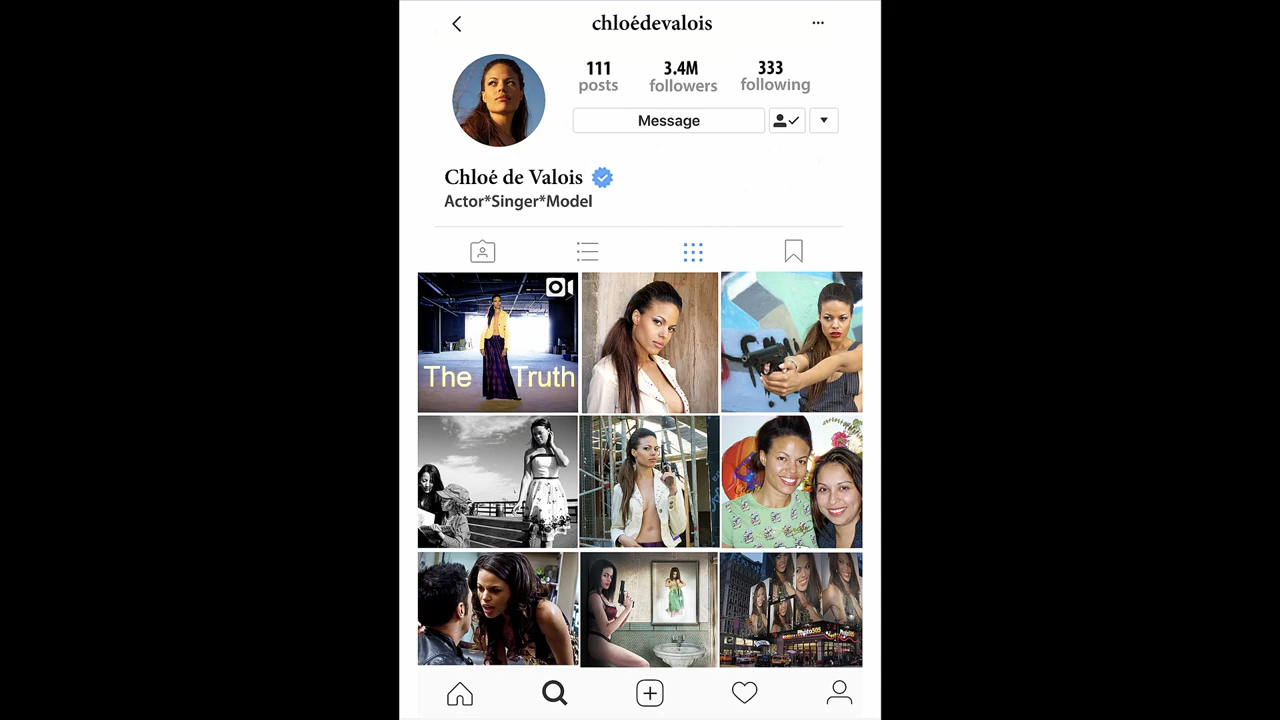 chloédevalois
111
3.4M
333
posts
followers
following
Message
Chloé de Valois
Actor*Singer*Model
The Truth